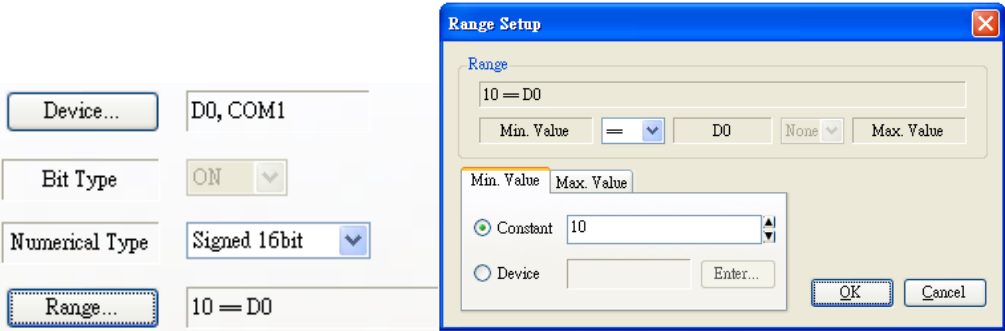 Device...
D0, COM1
Bit Type
ON
Numerical Type
Signed 16bit
Range...
10 == D0
Range Setup
Range
10 == D0
Min. Value
==
D0
None
Max. Value
Min. Value
Max. Value
Constant
10
Device
Enter...
OK
Cancel